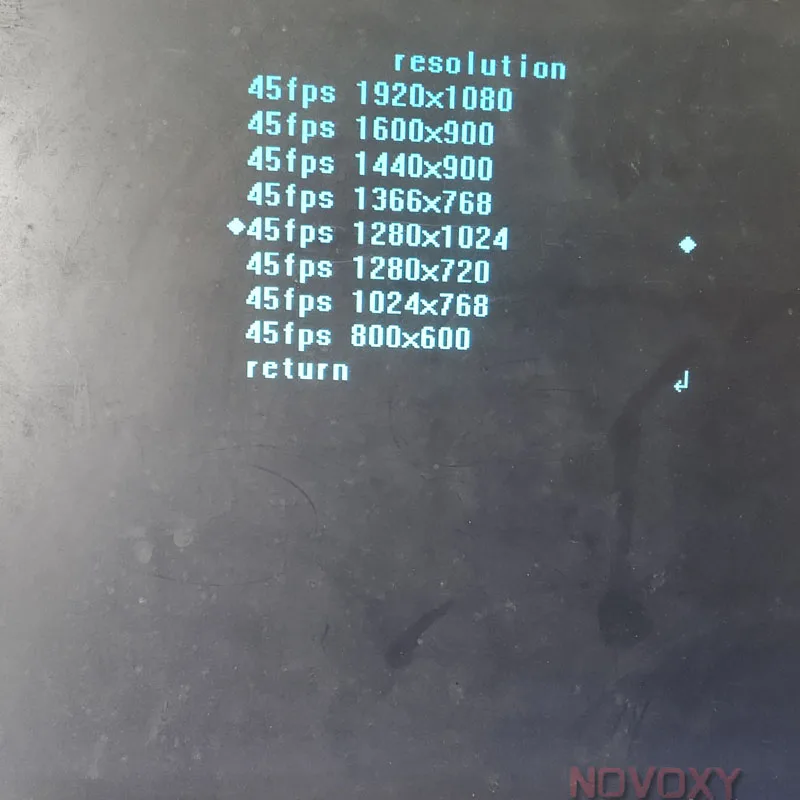 resolution
45fps 1920x1080
45fps 1600x900
45fps 1440x900
45fps 1366x768
◆45fps 1280x1024 ◆
45fps 1280x720
45fps 1024x768
45fps 800x600
return ↲
NOVOXY